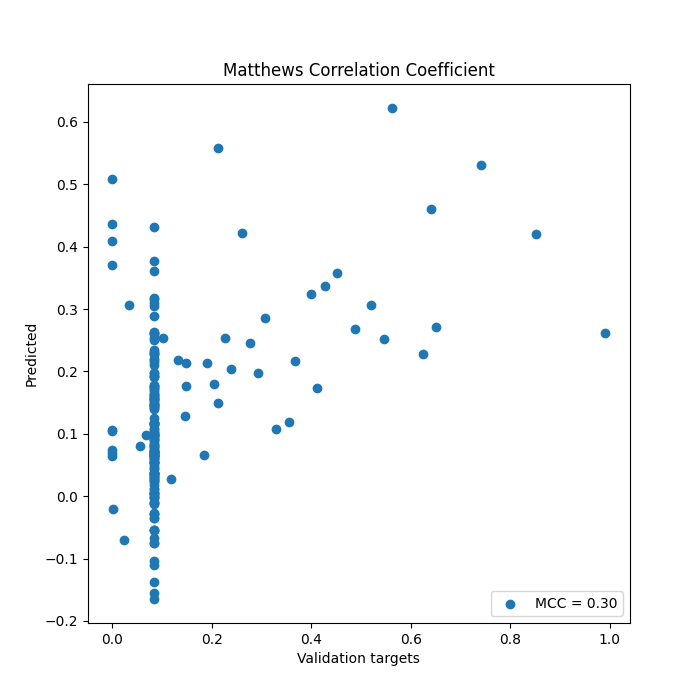 Matthews Correlation Coefficient
0.6
0.5
0.4
0.3
0.2
0.1
0.0
−0.1
−0.2
Predicted
MCC = 0.30
0.0 0.2 0.4 0.6 0.8 1.0
Validation targets